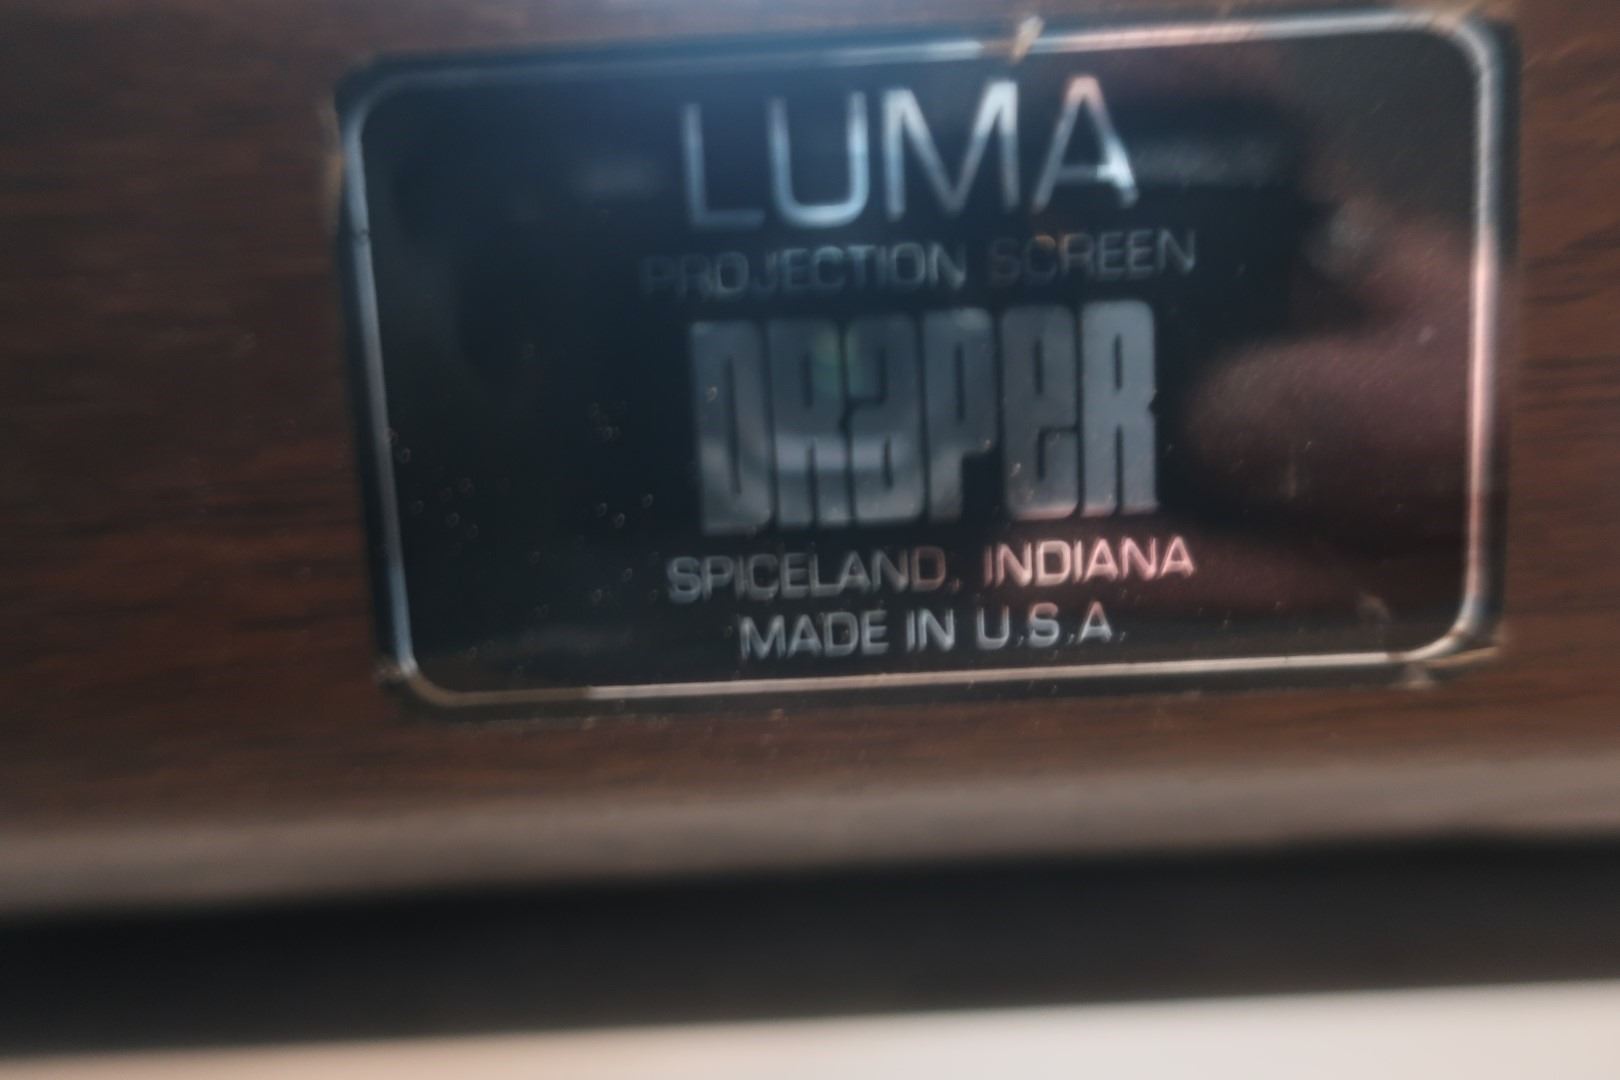 LUMA
PROJECTION SCREEN
DRaPeR
SPICELAND, INDIANA
MADE IN U.S.A.